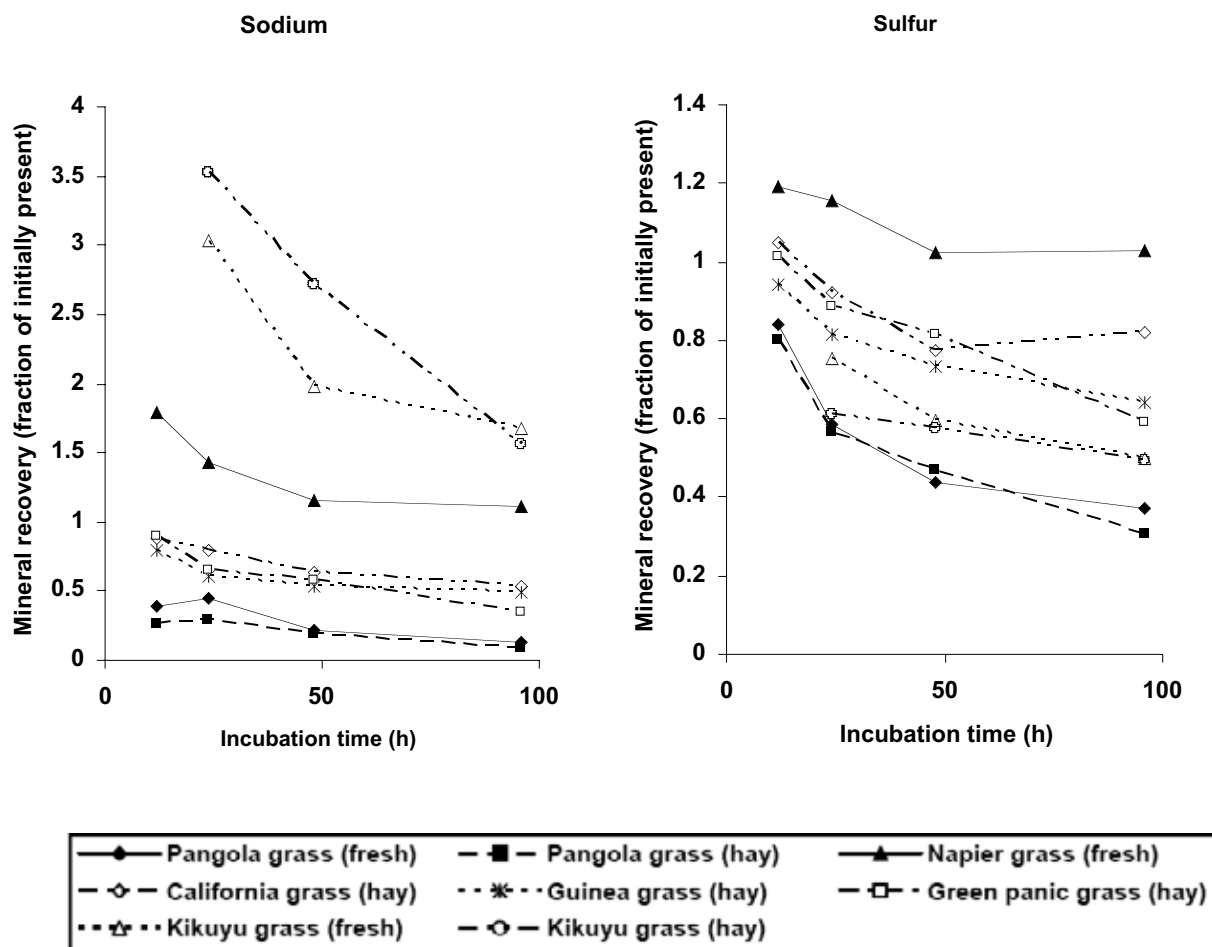 Sodium
Mineral recovery (fraction of initially present)
4
3.5
3
2.5
2
1.5
1
0.5
0
0
50
100
Incubation time (h)
Sulfur
Mineral recovery (fraction of initially present)
1.4
1.2
1
0.8
0.6
0.4
0.2
0
0
50
100
Incubation time (h)
Pangola grass (fresh)
Pangola grass (hay)
Napier grass (fresh)
California grass (hay)
Guinea grass (hay)
Green panic grass (hay)
Kikuyu grass (fresh)
Kikuyu grass (hay)